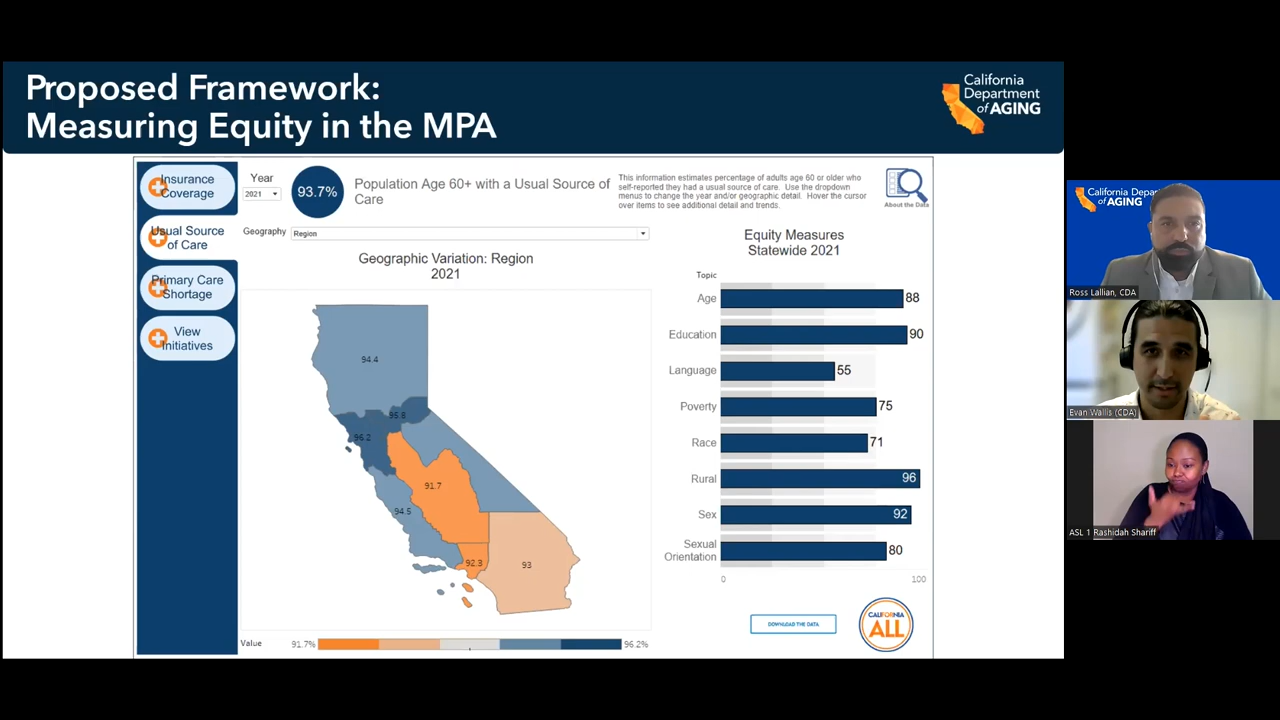 Proposed Framework:
Measuring Equity in the MPA
California
Department
of AGING
Insurance
Coverage
Usual Source
of Care
Primary Care
Shortage
View
Initiatives
Year
2021
93.7%
Population Age 60+ with a Usual Source of
Care
This information estimates percentage of adults age 60 or older who
self-reported they had a usual source of care. Use the dropdown
menus to change the year and/or geographic detail. Hover the cursor
over items to see additional detail and trends.
About the Data
Geography
Region
Geographic Variation: Region
2021
94.4
95.6
96.2
91.7
94.5
92.3
93
Value
91.7%
96.2%
Equity Measures
Statewide 2021
Topic
Age 88
Education 90
Language 55
Poverty 75
Race 71
Rural 96
Sex 92
Sexual
Orientation 80
0 100
DOWNLOAD THE DATA
CALIFORNIA
ALL
California Depar
of AGING
Ross Lallian, CDA
Evan Wallis (CDA)
ASL 1 Rashidah Shariff